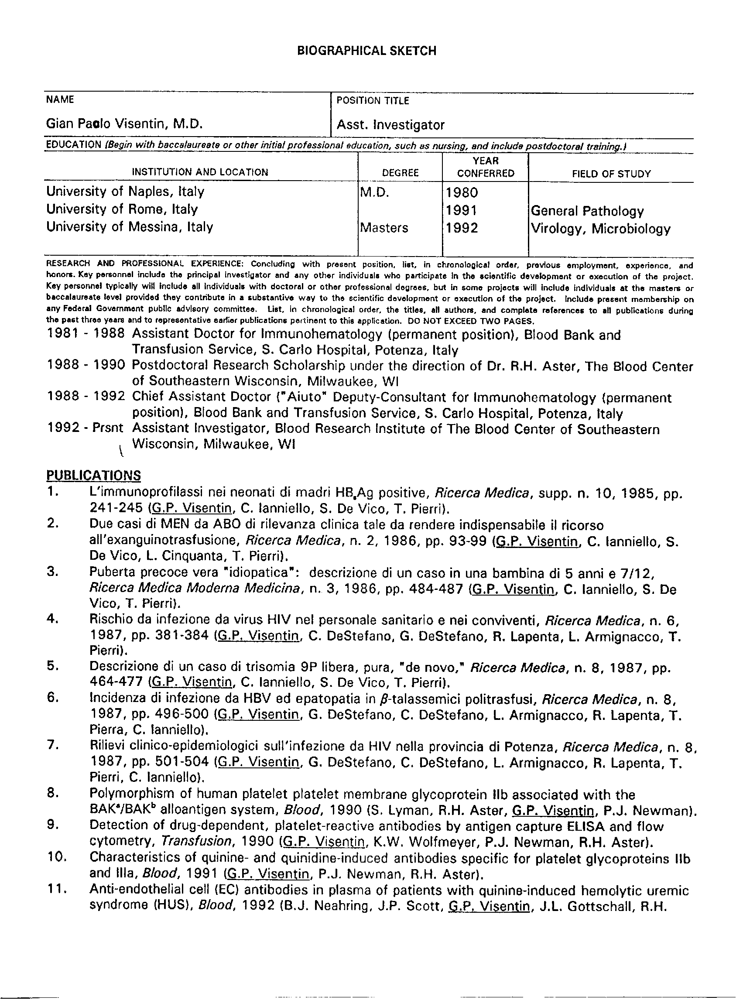 BIOGRAPHICAL SKETCH
NAME
POSITION TITLE
Gian Paolo Visentin, M.D.
Asst. Investigator
EDUCATION (Begin with baccalaureate or other initial professional education, such as nursing, and include postdoctoral training.)
INSTITUTION AND LOCATION DEGREE YEAR CONFERRED FIELD OF STUDY
University of Naples, Italy M.D. 1980
University of Rome, Italy 1991 General Pathology
University of Messina, Italy Masters 1992 Virology, Microbiology
RESEARCH AND PROFESSIONAL EXPERIENCE: Concluding with present position, list, in chronological order, previous employment, experience, and
honors. Key personnel include the principal investigator and any other individuals who participate in the scientific development or execution of the project.
Key personnel typically will include all individuals with doctoral or other professional degrees, but in some projects will include individuals at the masters or
baccalaureate level provided they contribute in a substantive way to the scientific development or execution of the project. Include present membership on
any Federal Government public advisory committee. List, in chronological order, the titles, all authors, and complete references to all publications during
the past three years and to representative earlier publications pertinent to this application. DO NOT EXCEED TWO PAGES.
1981 - 1988 Assistant Doctor for Immunohematology (permanent position), Blood Bank and
Transfusion Service, S. Carlo Hospital, Potenza, Italy
1988 - 1990 Postdoctoral Research Scholarship under the direction of Dr. R.H. Aster, The Blood Center
of Southeastern Wisconsin, Milwaukee, WI
1988 - 1992 Chief Assistant Doctor ("Aiuto" Deputy-Consultant for Immunohematology (permanent
position), Blood Bank and Transfusion Service, S. Carlo Hospital, Potenza, Italy
1992 - Prsnt Assistant Investigator, Blood Research Institute of The Blood Center of Southeastern
Wisconsin, Milwaukee, WI
PUBLICATIONS
1. L'immunoprofilassi nei neonati di madri HBsAg positive, Ricerca Medica, supp. n. 10, 1985, pp.
241-245 (G.P. Visentin, C. Ianniello, S. De Vico, T. Pierri).
2. Due casi di MEN da ABO di rilevanza clinica tale da rendere indispensabile il ricorso
all'exanguinotrasfusione, Ricerca Medica, n. 2, 1986, pp. 93-99 (G.P. Visentin, C. Ianniello, S.
De Vico, L. Cinquanta, T. Pierri).
3. Puberta precoce vera "idiopatica": descrizione di un caso in una bambina di 5 anni e 7/12,
Ricerca Medica Moderna Medicina, n. 3, 1986, pp. 484-487 (G.P. Visentin, C. Ianniello, S. De
Vico, T. Pierri).
4. Rischio da infezione da virus HIV nel personale sanitario e nei conviventi, Ricerca Medica, n. 6,
1987, pp. 381-384 (G.P. Visentin, C. DeStefano, G. DeStefano, R. Lapenta, L. Armignacco, T.
Pierri).
5. Descrizione di un caso di trisomia 9P libera, pura, "de novo," Ricerca Medica, n. 8, 1987, pp.
464-477 (G.P. Visentin, C. Ianniello, S. De Vico, T. Pierri).
6. Incidenza di infezione da HBV ed epatopatia in β-talassemici politrasfusi, Ricerca Medica, n. 8,
1987, pp. 496-500 (G.P. Visentin, G. DeStefano, C. DeStefano, L. Armignacco, R. Lapenta, T.
Pierra, C. Ianniello).
7. Rilievi clinico-epidemiologici sull'infezione da HIV nella provincia di Potenza, Ricerca Medica, n. 8,
1987, pp. 501-504 (G.P. Visentin, G. DeStefano, C. DeStefano, L. Armignacco, R. Lapenta, T.
Pierri, C. Ianniello).
8. Polymorphism of human platelet platelet membrane glycoprotein IIb associated with the
BAKᵃ/BAKᵇ alloantigen system, Blood, 1990 (S. Lyman, R.H. Aster, G.P. Visentin, P.J. Newman).
9. Detection of drug-dependent, platelet-reactive antibodies by antigen capture ELISA and flow
cytometry, Transfusion, 1990 (G.P. Visentin, K.W. Wolfmeyer, P.J. Newman, R.H. Aster).
10. Characteristics of quinine- and quinidine-induced antibodies specific for platelet glycoproteins IIb
and IIIa, Blood, 1991 (G.P. Visentin, P.J. Newman, R.H. Aster).
11. Anti-endothelial cell (EC) antibodies in plasma of patients with quinine-induced hemolytic uremic
syndrome (HUS), Blood, 1992 (B.J. Neahring, J.P. Scott, G.P. Visentin, J.L. Gottschall, R.H.